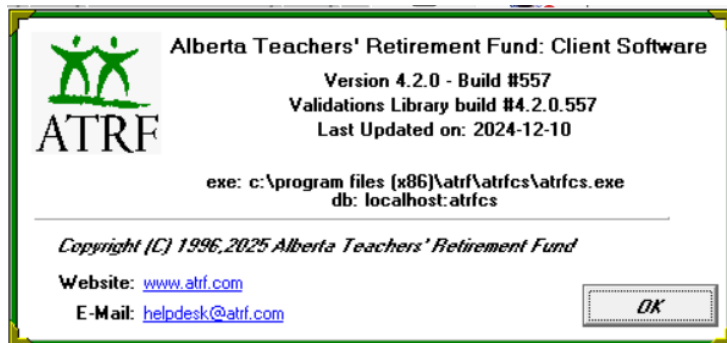 Alberta Teachers' Retirement Fund: Client Software
Version 4.2.0 - Build #557
Validations Library build #4.2.0.557
Last Updated on: 2024-12-10
ATRF
exe: c:\program files (x86)\atrf\atrfcs\atrfcs.exe
db: localhost:atrfcs
Copyright (C) 1996,2025 Alberta Teachers' Retirement Fund
Website: www.atrf.com
E-Mail: helpdesk@atrf.com
OK